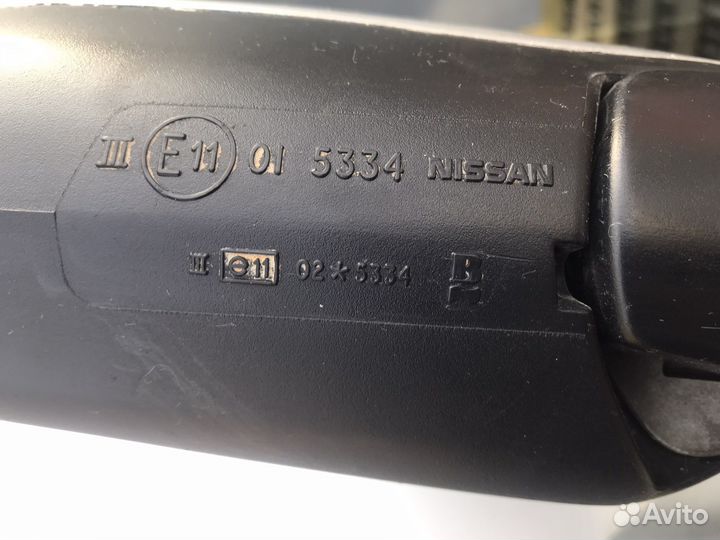 III E11 01 5334 NISSAN
III e11 02*5334 R
Avito